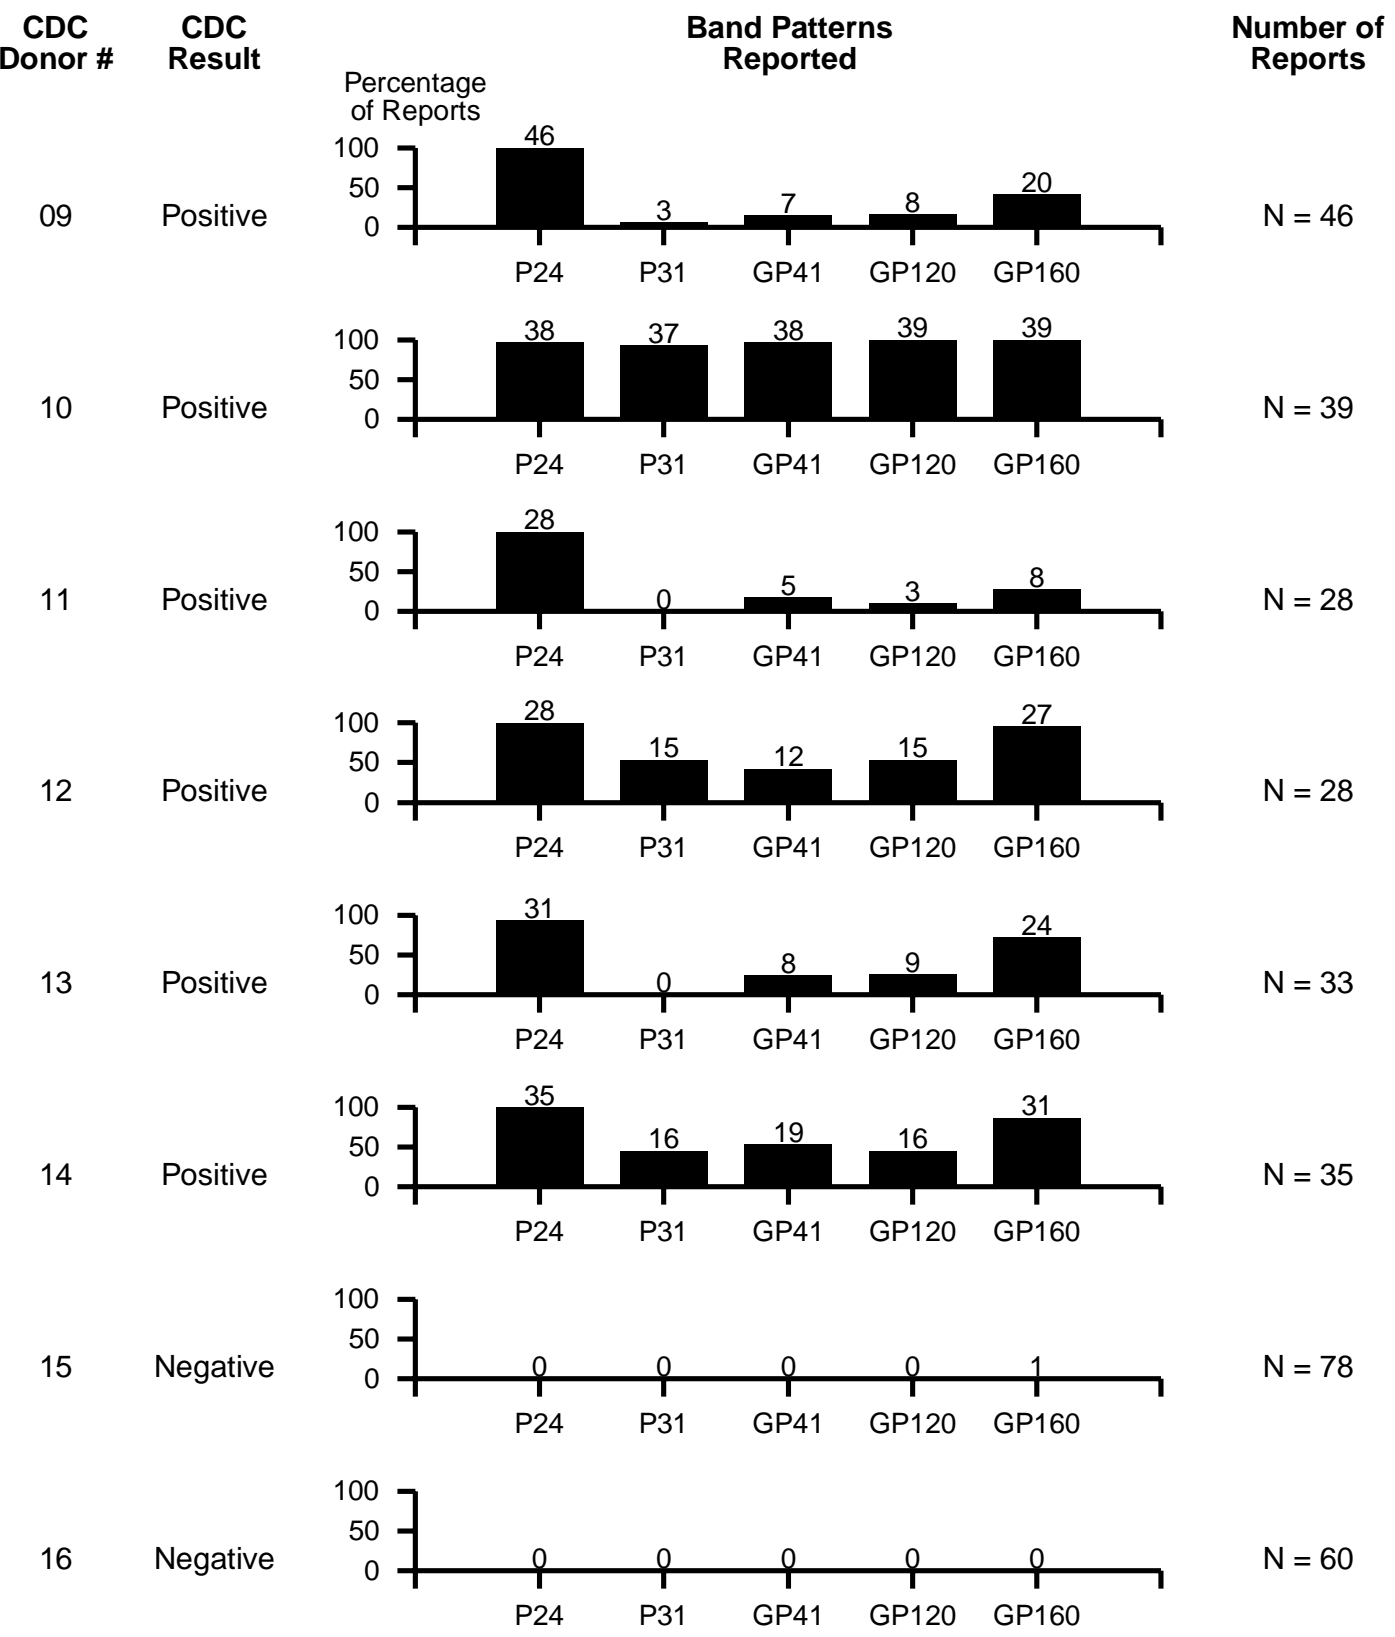 CDC CDC Band Patterns Number of
Donor # Result Reported Reports
Percentage
of Reports
46
100
50
0
3 7 8 20
09 Positive N = 46
P24 P31 GP41 GP120 GP160
38 37 38 39 39
100
50
0
10 Positive N = 39
P24 P31 GP41 GP120 GP160
28
100
50
0
0 5 3 8
11 Positive N = 28
P24 P31 GP41 GP120 GP160
28 15 12 15 27
100
50
0
12 Positive N = 28
P24 P31 GP41 GP120 GP160
31 0 8 9 24
100
50
0
13 Positive N = 33
P24 P31 GP41 GP120 GP160
35 16 19 16 31
100
50
0
14 Positive N = 35
P24 P31 GP41 GP120 GP160
100
50
0
0 0 0 0 1
15 Negative N = 78
P24 P31 GP41 GP120 GP160
100
50
0
0 0 0 0 0
16 Negative N = 60
P24 P31 GP41 GP120 GP160